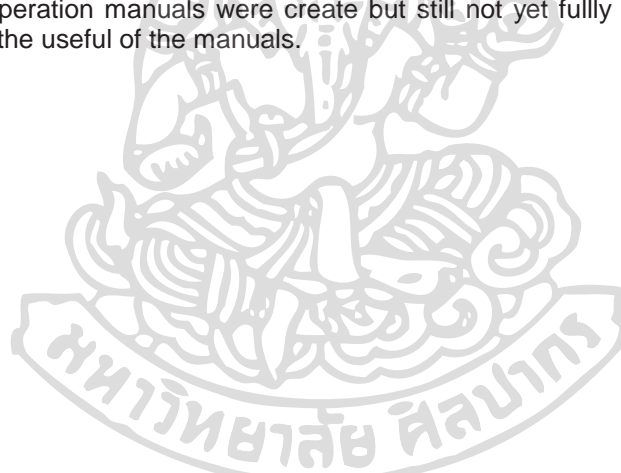 peration manuals were create but still not yet fullly
the useful of the manuals.
มหาวิทยาลัย ศิลปากร